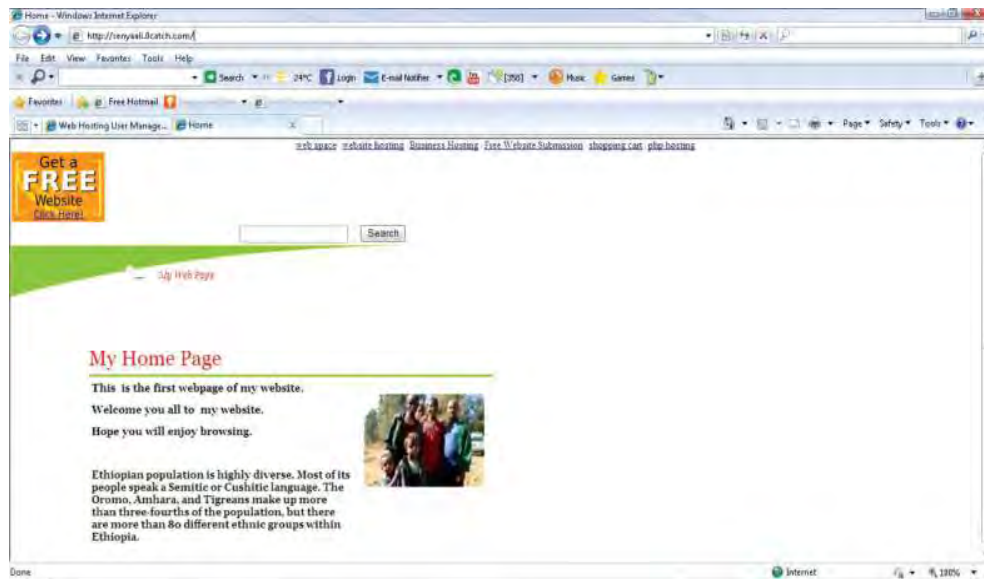 Home - Windows Internet Explorer
http://renyaali.0catch.com/
File Edit View Favorites Tools Help
Search 24°C Login E-mail Notifier [350] Music Games
Favorites Free Hotmail
Web Hosting User Manage... Home x Page Safety Tools
web space website hosting Business Hosting Free Website Submission shopping cart php hosting
Get a
FREE
Website
Click Here!
Search
My Web Page
My Home Page
This is the first webpage of my website.
Welcome you all to my website.
Hope you will enjoy browsing.
Ethiopian population is highly diverse. Most of its
people speak a Semitic or Cushitic language. The
Oromo, Amhara, and Tigreans make up more
than three-fourths of the population, but there
are more than 80 different ethnic groups within
Ethiopia.
Done Internet 100%